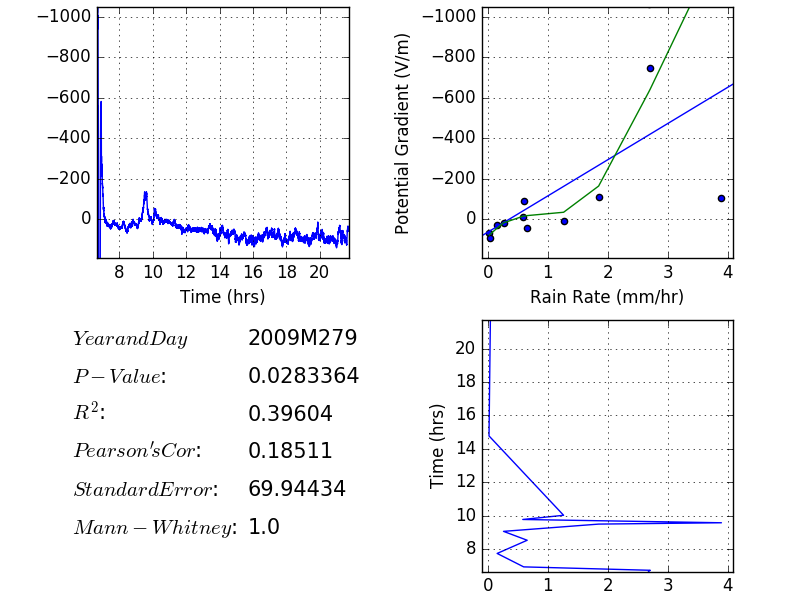 −1000
−800
−600
−400
−200
0
8 10 12 14 16 18 20
Time (hrs)
Potential Gradient (V/m)
−1000
−800
−600
−400
−200
0
0 1 2 3 4
Rain Rate (mm/hr)
YearandDay 2009M279
P−Value: 0.0283364
R²: 0.39604
Pearson'sCor: 0.18511
StandardError: 69.94434
Mann−Whitney: 1.0
Time (hrs)
20
18
16
14
12
10
8
0 1 2 3 4